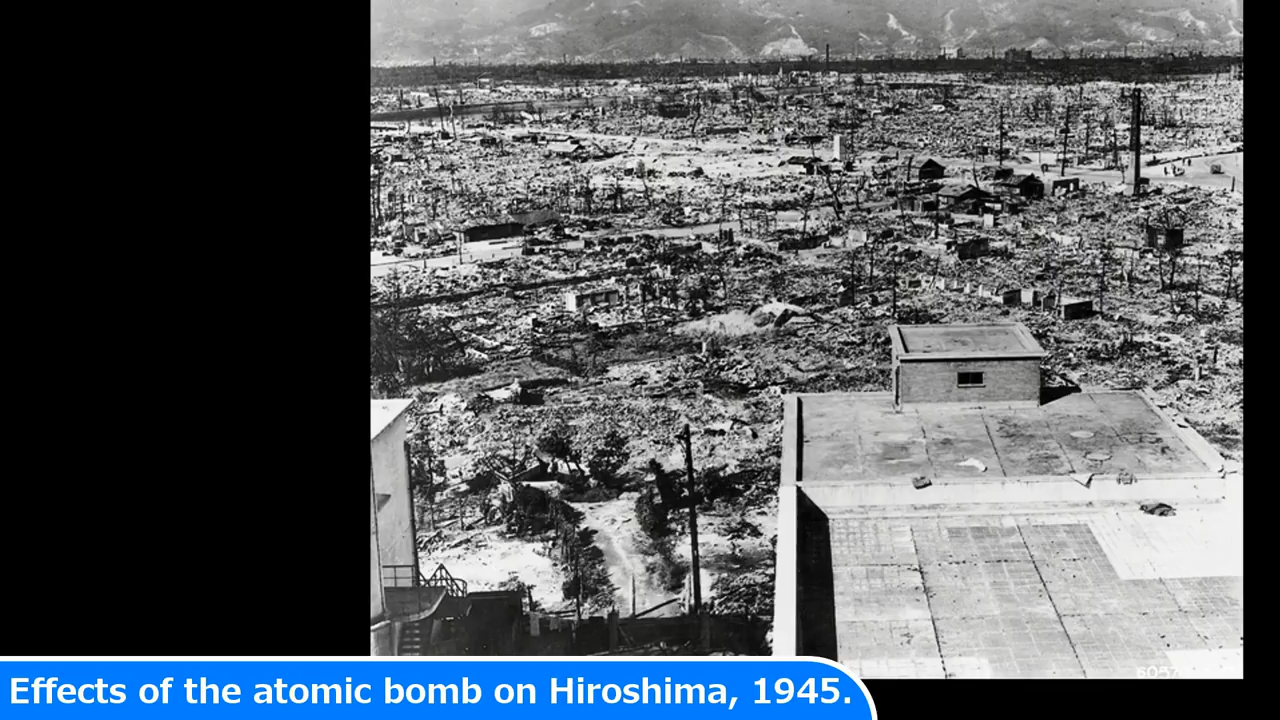 Effects of the atomic bomb on Hiroshima, 1945.